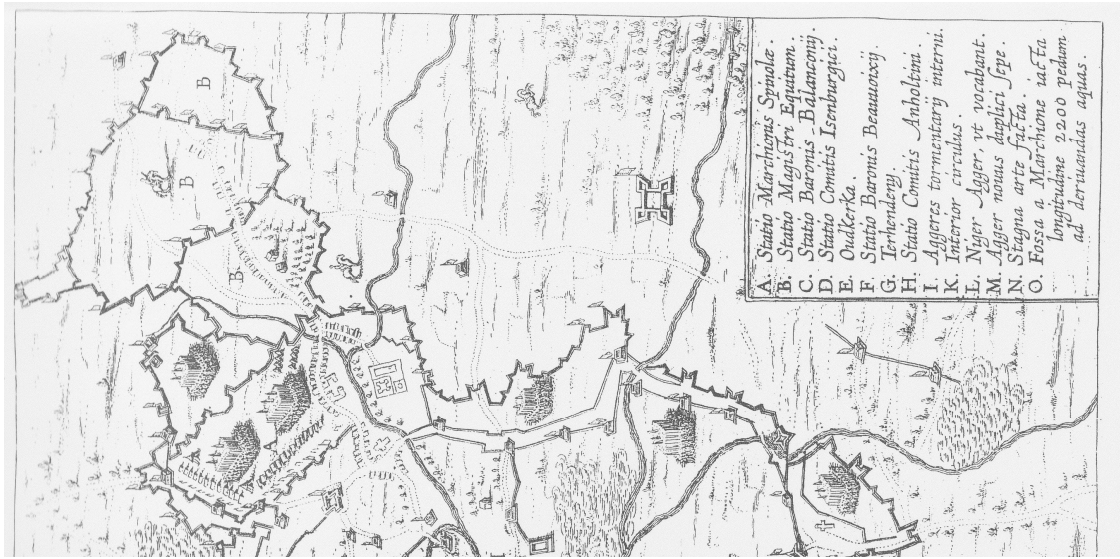 A. Statio Marchionis Spinolæ.
B. Statio Magistri Equitum.
C. Statio Baronis Balanconij.
D. Statio Comitis Isenburgici.
E. Oudkerka.
F. Statio Baronis Beauuoixij.
G. Terhendeny.
H. Statio Comitis Anholtini.
I. Aggeres tormentarij interni.
K. Interior circulus.
L. Niger Agger, vt vocabant.
M. Agger nouus duplici sepe.
N. Stagna arte facta.
O. Fossa a Marchione iacta
longitudine 2200 pedum
ad deriuandas aquas.
B
B
B